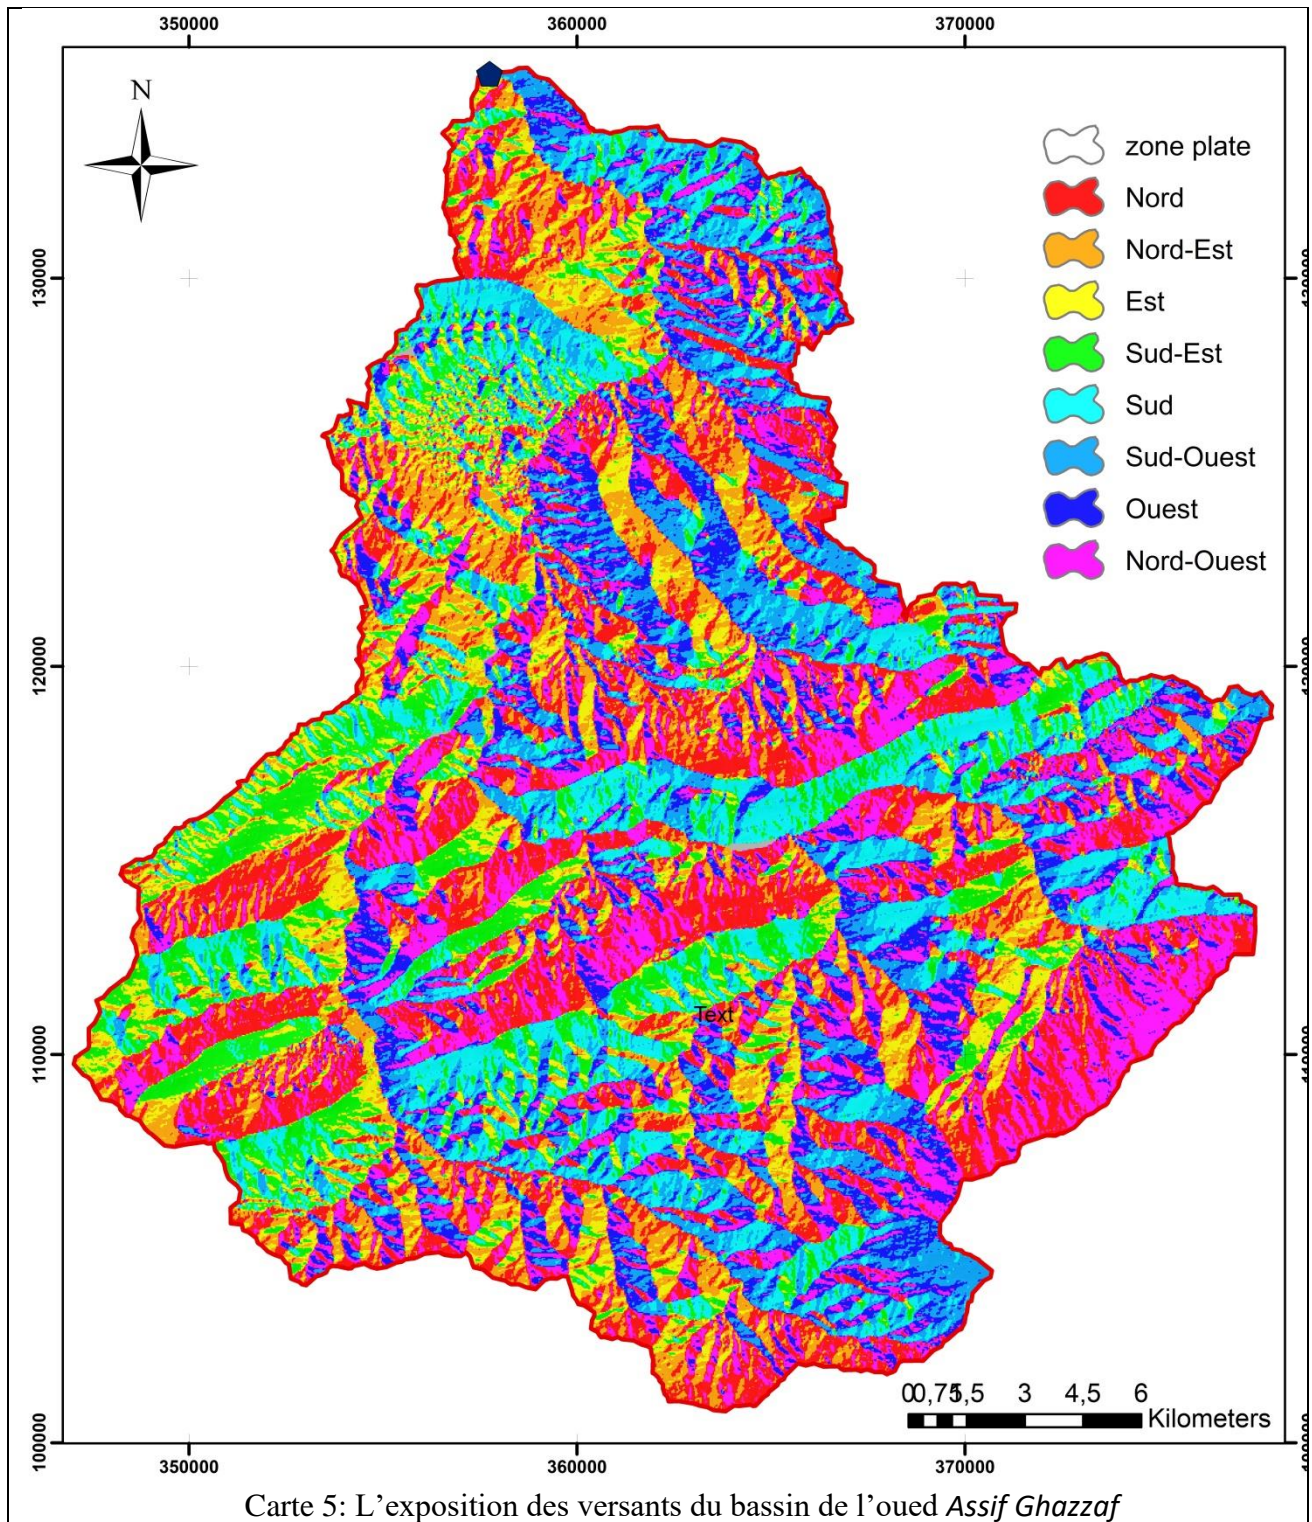 350000 360000 370000
N
zone plate
Nord
Nord-Est
Est
Sud-Est
Sud
Sud-Ouest
Ouest
Nord-Ouest
130000
120000
110000
100000
Text
0 0,75 1,5 3 4,5 6
Kilometers
350000 360000 370000
Carte 5: L’exposition des versants du bassin de l’oued Assif Ghazzaf